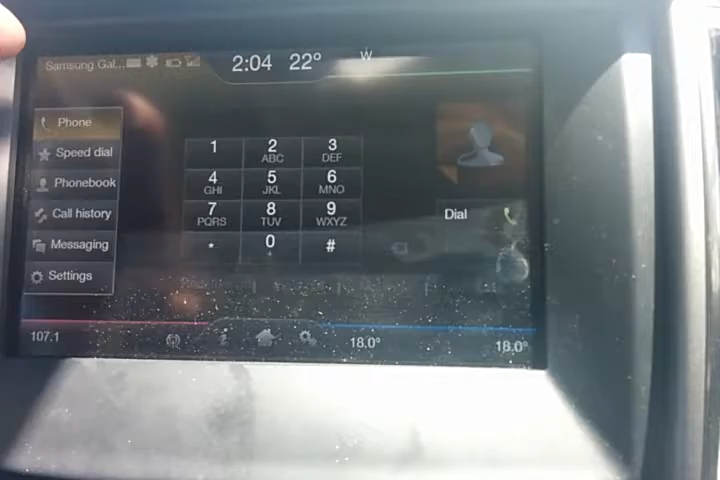 Samsung Gal... 2:04 22° W
Phone
Speed dial
Phonebook
Call history
Messaging
Settings
1 2 3
ABC DEF
4 5 6
GHI JKL MNO
7 8 9
PQRS TUV WXYZ
* 0 #
+
Dial
107.1 18.0° 18.0°